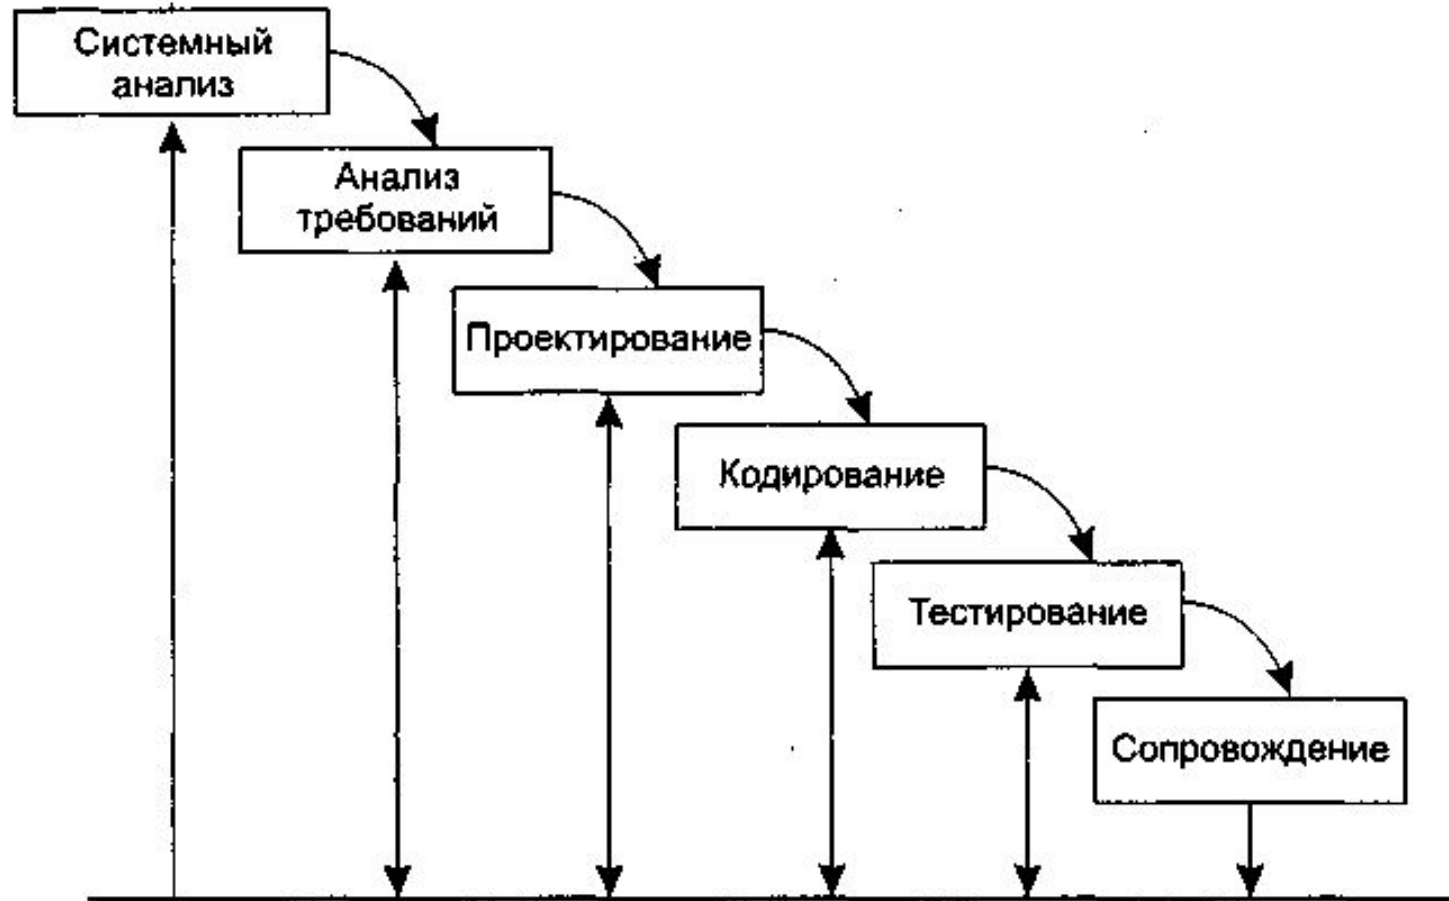 Системный
анализ
Анализ
требований
Проектирование
Кодирование
Тестирование
Сопровождение